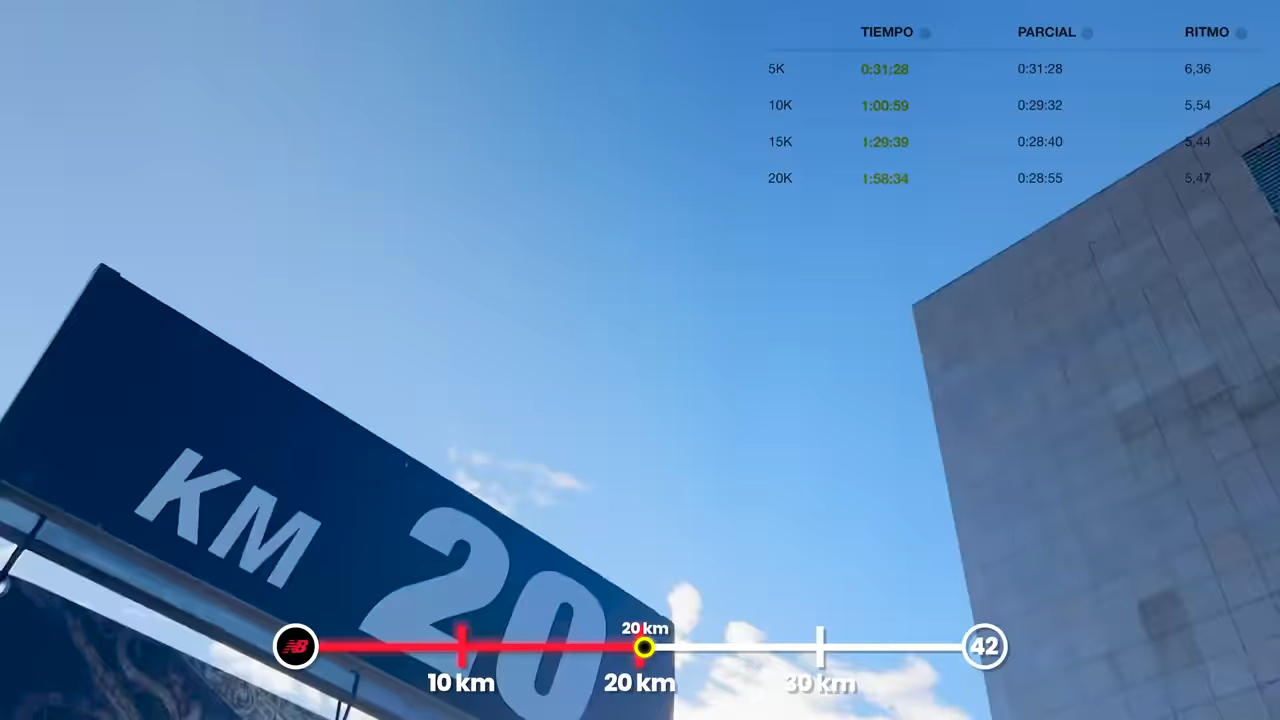 TIEMPO PARCIAL RITMO
5K 0:31:28 0:31:28 6,36
10K 1:00:59 0:29:32 5,54
15K 1:29:39 0:28:40 5,44
20K 1:58:34 0:28:55 5,47
KM 20
20 km
NB 42
10 km 20 km 30 km